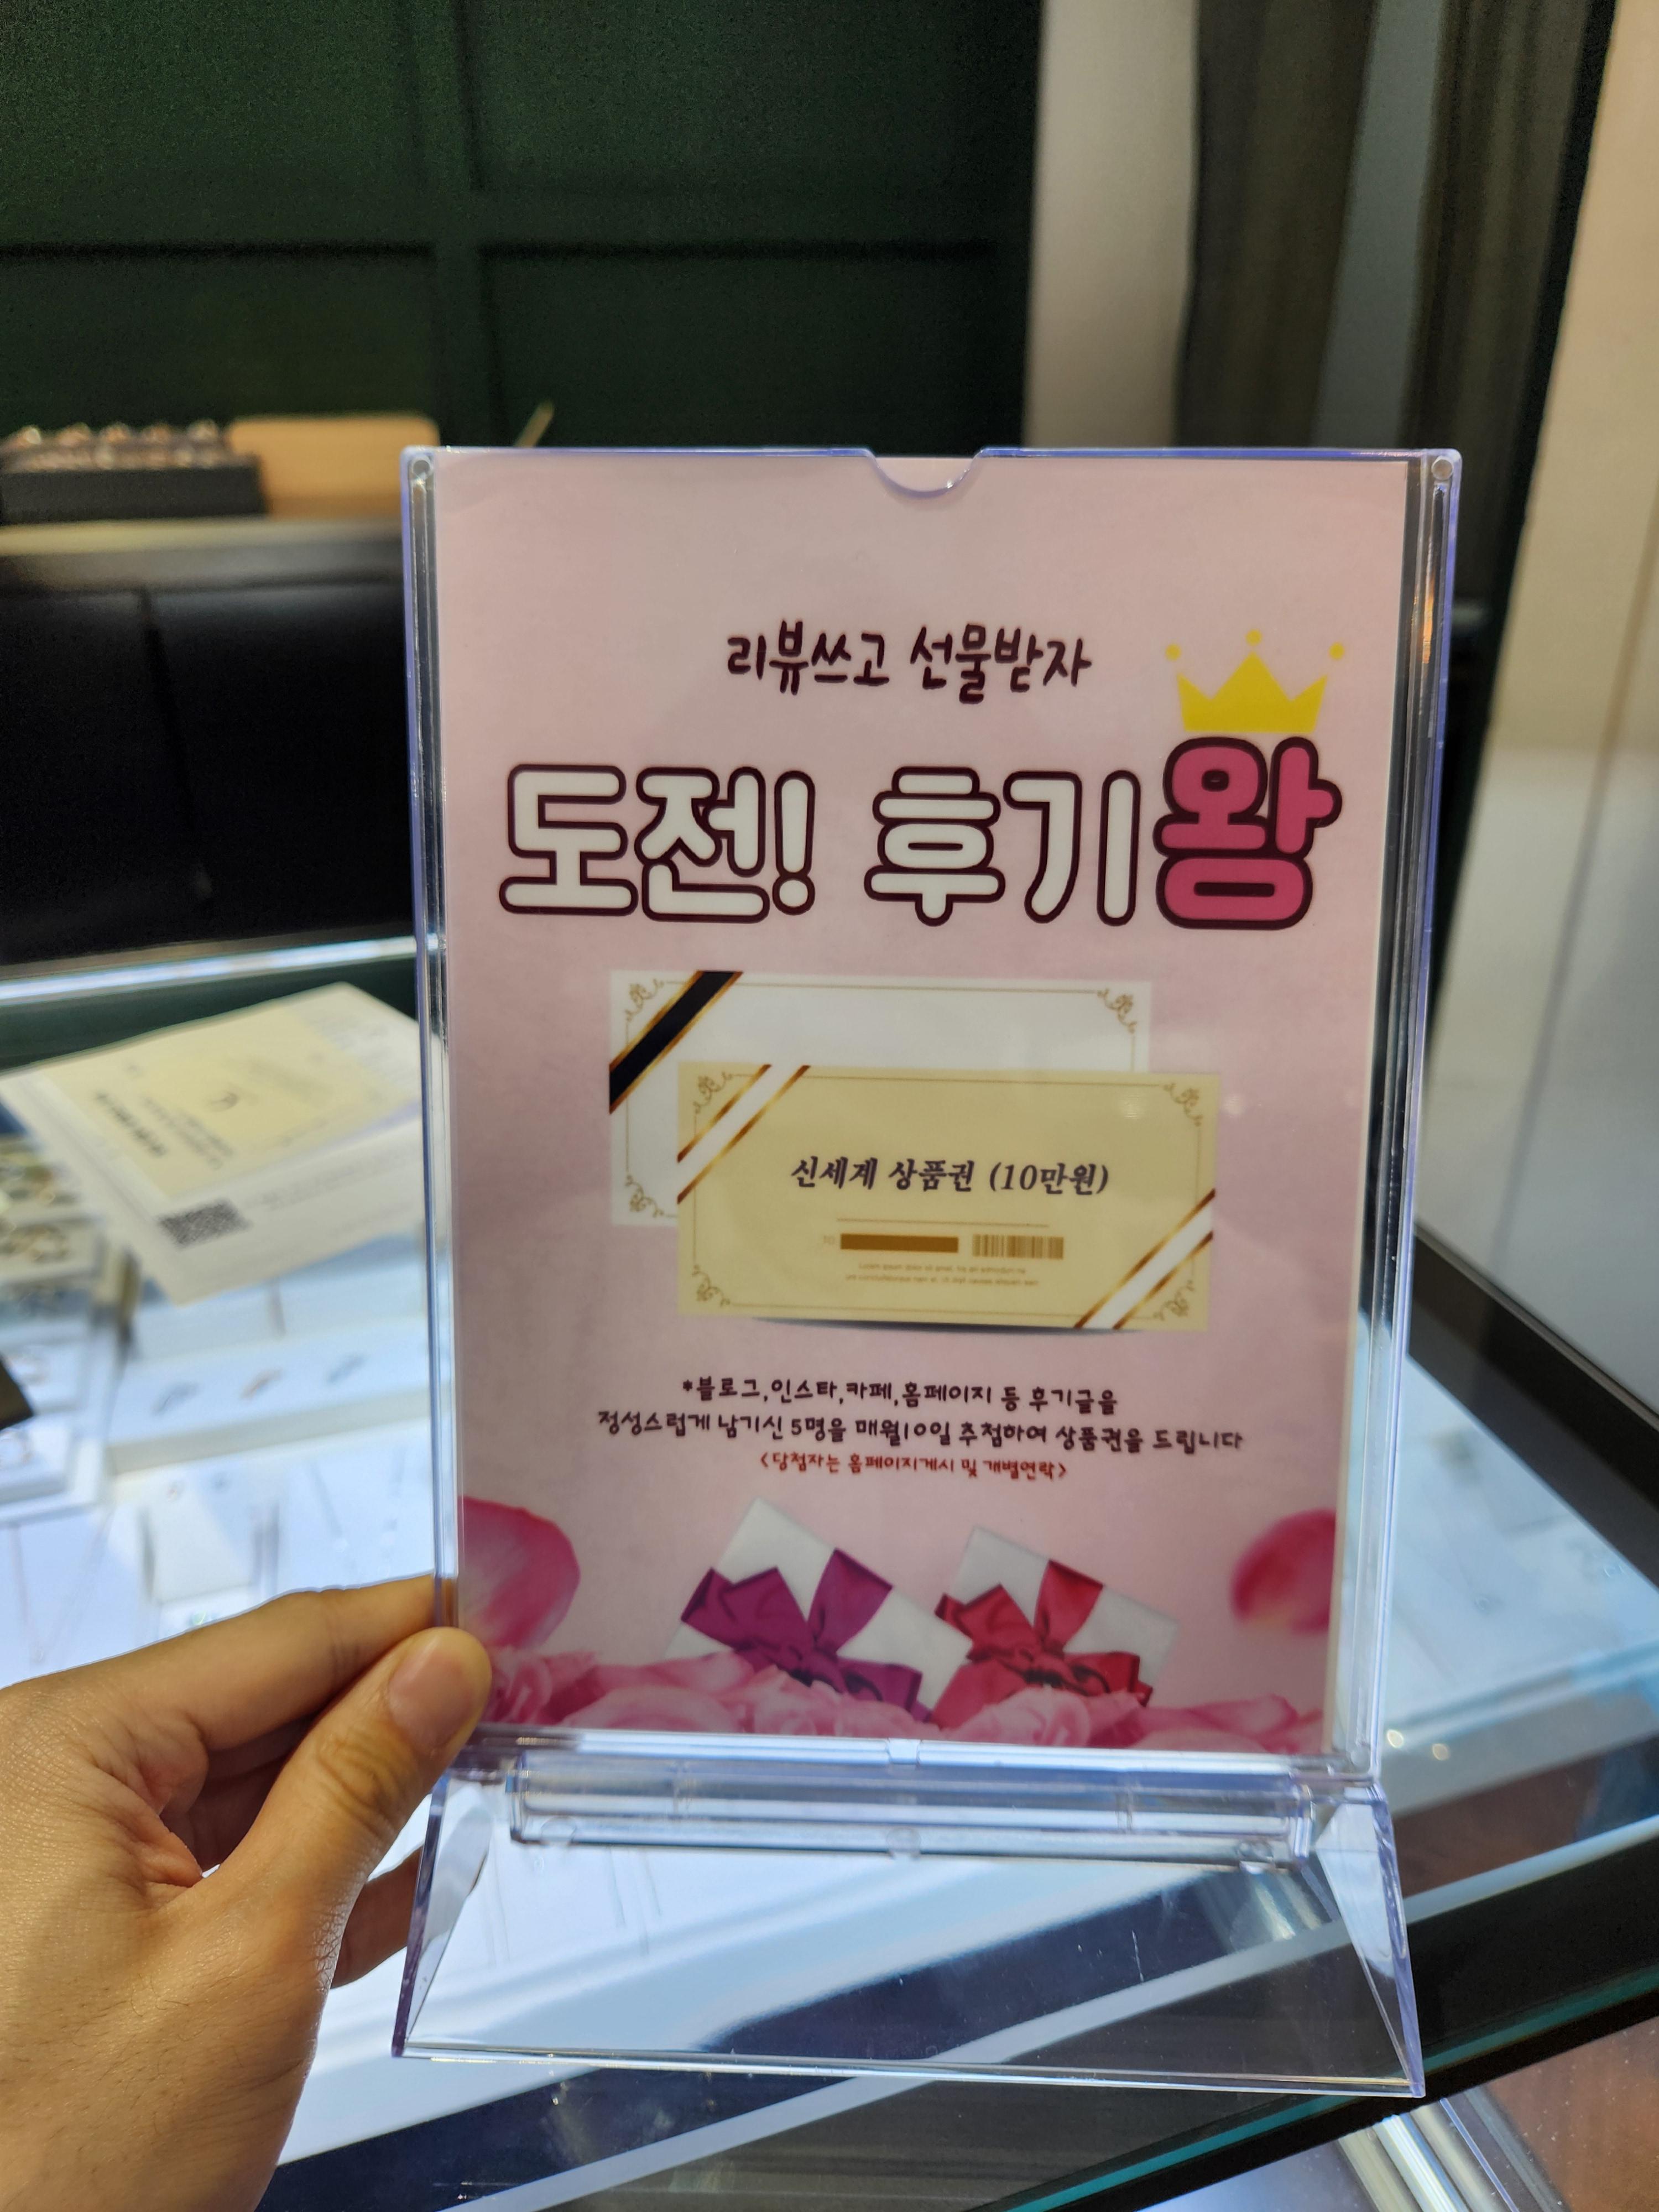 리뷰쓰고 선물받자
도전! 후기왕
신세계 상품권 (10만원)
TO.
*블로그,인스타,카페,홈페이지 등 후기글을
정성스럽게 남기신 5명을 매월10일 추첨하여 상품권을 드립니다
<당첨자는 홈페이지게시 및 개별연락>